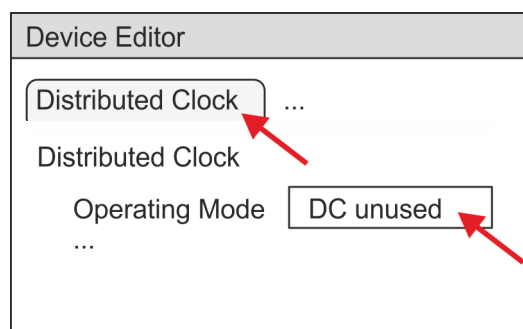 Device Editor
Distributed Clock ...
Distributed Clock
Operating Mode DC unused
...